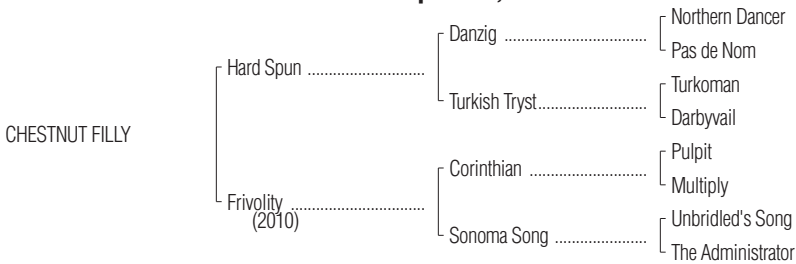 Northern Dancer
Danzig ......................................
Pas de Nom
Hard Spun ...........................
Turkoman
Turkish Tryst.............................
Darbyvail
CHESTNUT FILLY
Pulpit
Corinthian ...............................
Multiply
Frivolity ...............................
(2010)
Unbridled's Song
Sonoma Song ........................
The Administrator